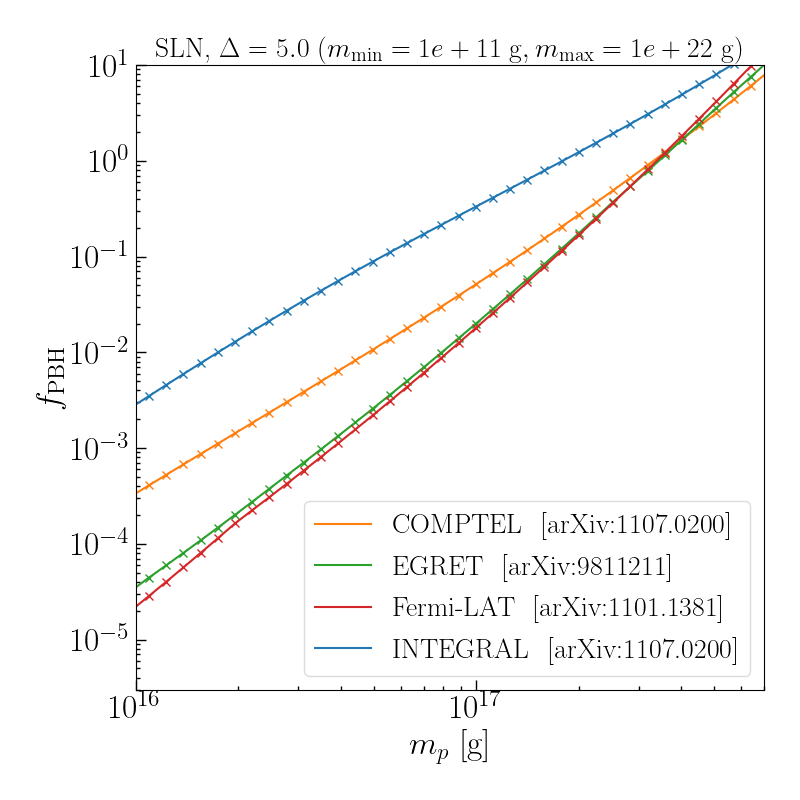 SLN, Δ = 5.0 (m_min = 1e + 11 g, m_max = 1e + 22 g)
10^1
10^0
10^−1
10^−2
10^−3
10^−4
10^−5
f_PBH
COMPTEL [arXiv:1107.0200]
EGRET [arXiv:9811211]
Fermi-LAT [arXiv:1101.1381]
INTEGRAL [arXiv:1107.0200]
10^16 10^17
m_p [g]